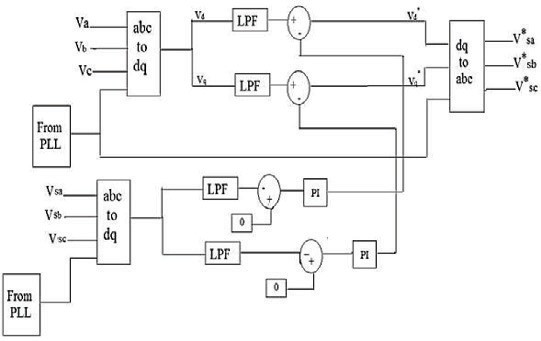 Va
Vb
Vc
abc
to
dq
vd
LPF
+
-
vd*
vq
LPF
+
-
vq*
dq
to
abc
V*sa
V*sb
V*sc
From
PLL
Vsa
Vsb
Vsc
abc
to
dq
LPF
-
+
PI
0
LPF
-
+
PI
0
From
PLL